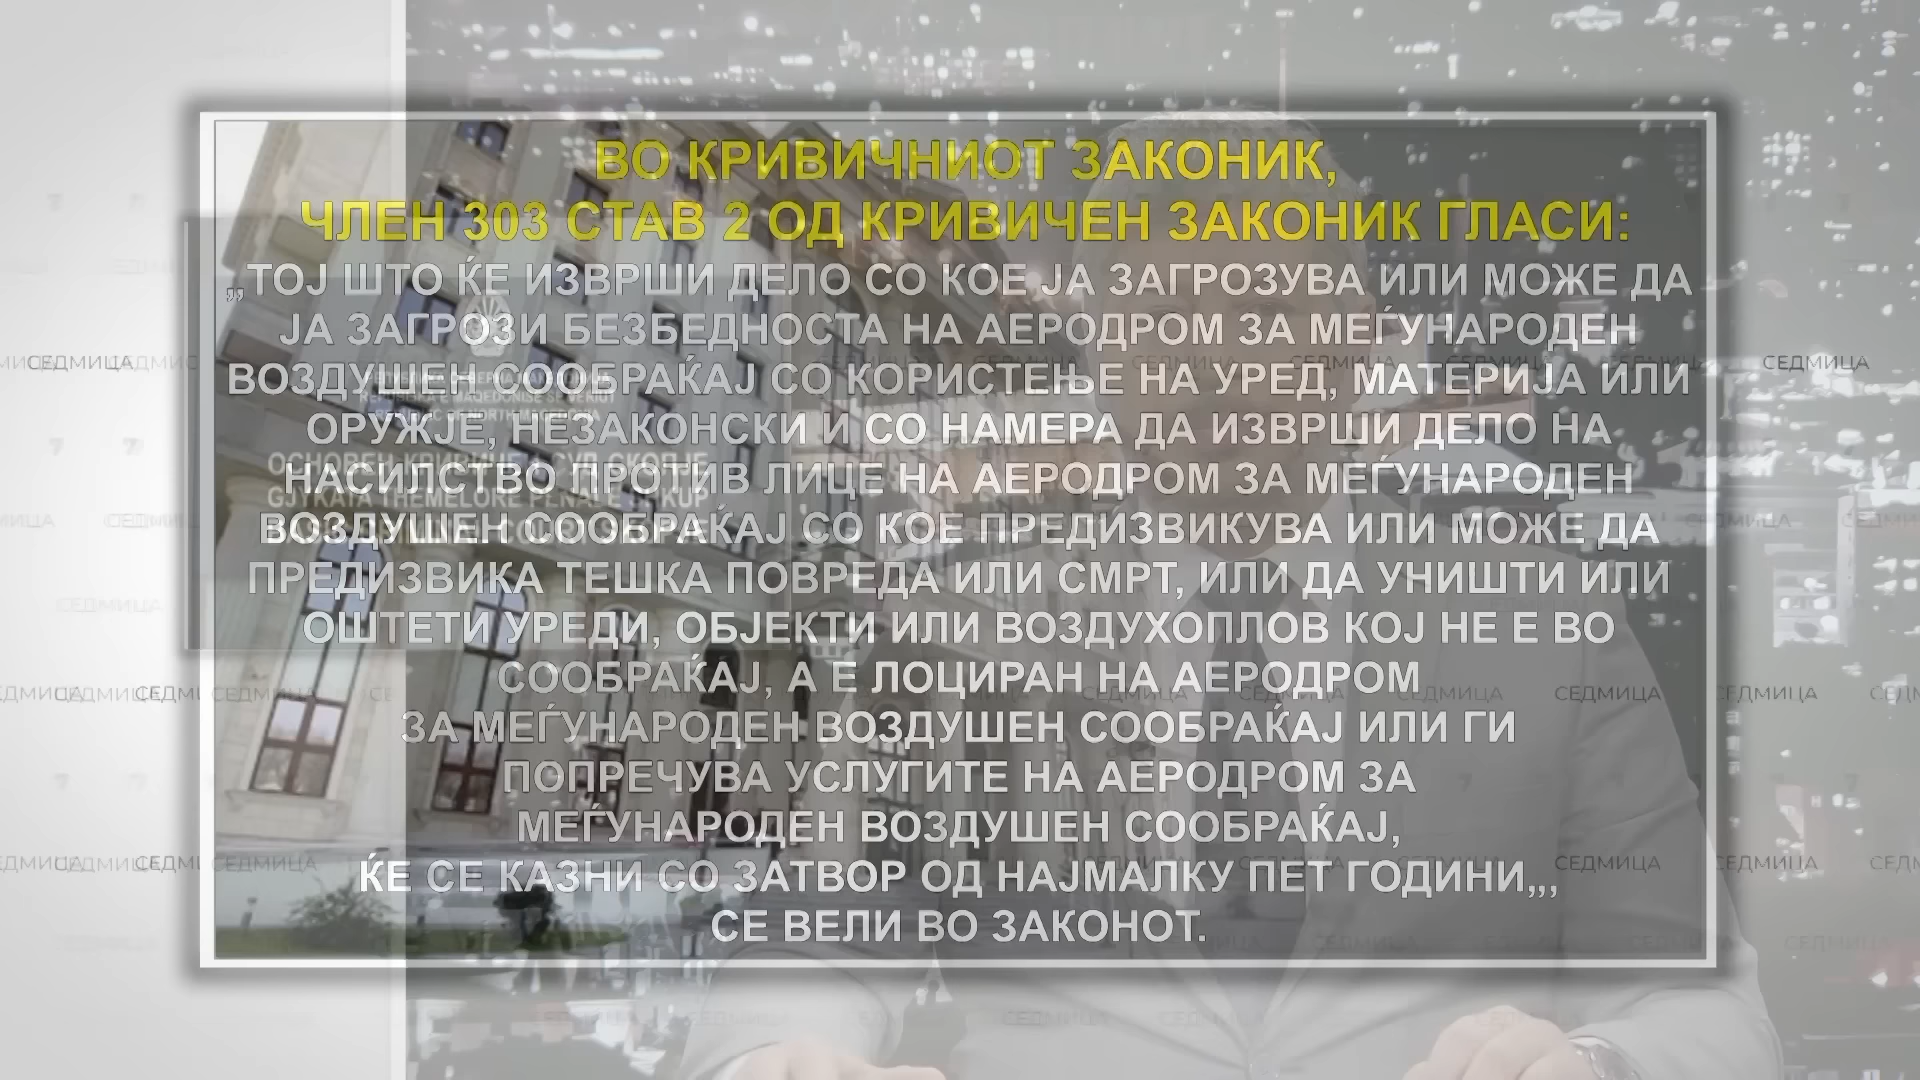 ВО КРИВИЧНИОТ ЗАКОНИК,
ЧЛЕН 303 СТАВ 2 ОД КРИВИЧЕН ЗАКОНИК ГЛАСИ:
„ТОЈ ШТО ЌЕ ИЗВРШИ ДЕЛО СО КОЕ ЈА ЗАГРОЗУВА ИЛИ МОЖЕ ДА
ЈА ЗАГРОЗИ БЕЗБЕДНОСТА НА АЕРОДРОМ ЗА МЕЃУНАРОДЕН
ВОЗДУШЕН СООБРАЌАЈ СО КОРИСТЕЊЕ НА УРЕД, МАТЕРИЈА ИЛИ
ОРУЖЈЕ, НЕЗАКОНСКИ И СО НАМЕРА ДА ИЗВРШИ ДЕЛО НА
НАСИЛСТВО ПРОТИВ ЛИЦЕ НА АЕРОДРОМ ЗА МЕЃУНАРОДЕН
ВОЗДУШЕН СООБРАЌАЈ СО КОЕ ПРЕДИЗВИКУВА ИЛИ МОЖЕ ДА
ПРЕДИЗВИКА ТЕШКА ПОВРЕДА ИЛИ СМРТ, ИЛИ ДА УНИШТИ ИЛИ
ОШТЕТИ УРЕДИ, ОБЈЕКТИ ИЛИ ВОЗДУХОПЛОВ КОЈ НЕ Е ВО
СООБРАЌАЈ, А Е ЛОЦИРАН НА АЕРОДРОМ
ЗА МЕЃУНАРОДЕН ВОЗДУШЕН СООБРАЌАЈ ИЛИ ГИ
ПОПРЕЧУВА УСЛУГИТЕ НА АЕРОДРОМ ЗА
МЕЃУНАРОДЕН ВОЗДУШЕН СООБРАЌАЈ,
ЌЕ СЕ КАЗНИ СО ЗАТВОР ОД НАЈМАЛКУ ПЕТ ГОДИНИ„,
СЕ ВЕЛИ ВО ЗАКОНОТ.
СЕДМИЦА